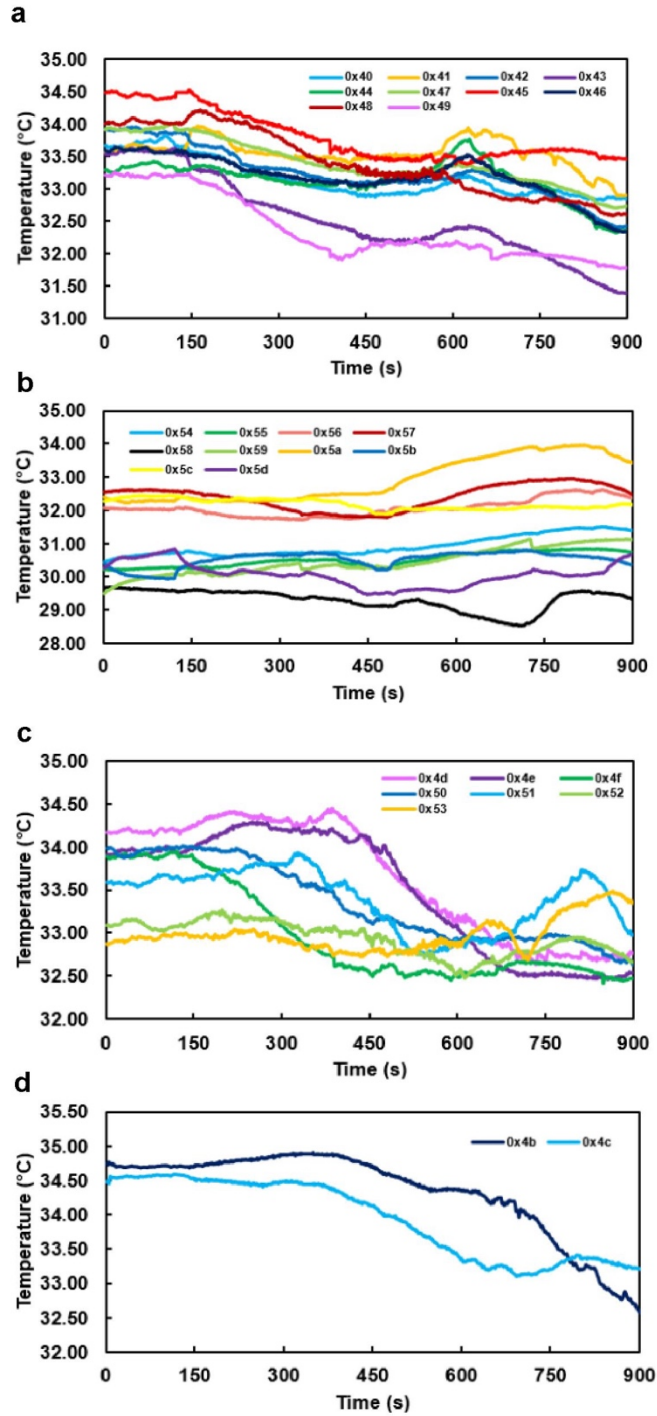 a
35.00
34.50
34.00
33.50
33.00
32.50
32.00
31.50
31.00
Temperature (°C)
0x40 0x41 0x42 0x43
0x44 0x47 0x45 0x46
0x48 0x49
0 150 300 450 600 750 900
Time (s)
b
35.00
34.00
33.00
32.00
31.00
30.00
29.00
28.00
Temperature (°C)
0x54 0x55 0x56 0x57
0x58 0x59 0x5a 0x5b
0x5c 0x5d
0 150 300 450 600 750 900
Time (s)
c
35.00
34.50
34.00
33.50
33.00
32.50
32.00
Temperature (°C)
0x4d 0x4e 0x4f
0x50 0x51 0x52
0x53
0 150 300 450 600 750 900
Time (s)
d
35.50
35.00
34.50
34.00
33.50
33.00
32.50
32.00
Temperature (°C)
0x4b 0x4c
0 150 300 450 600 750 900
Time (s)